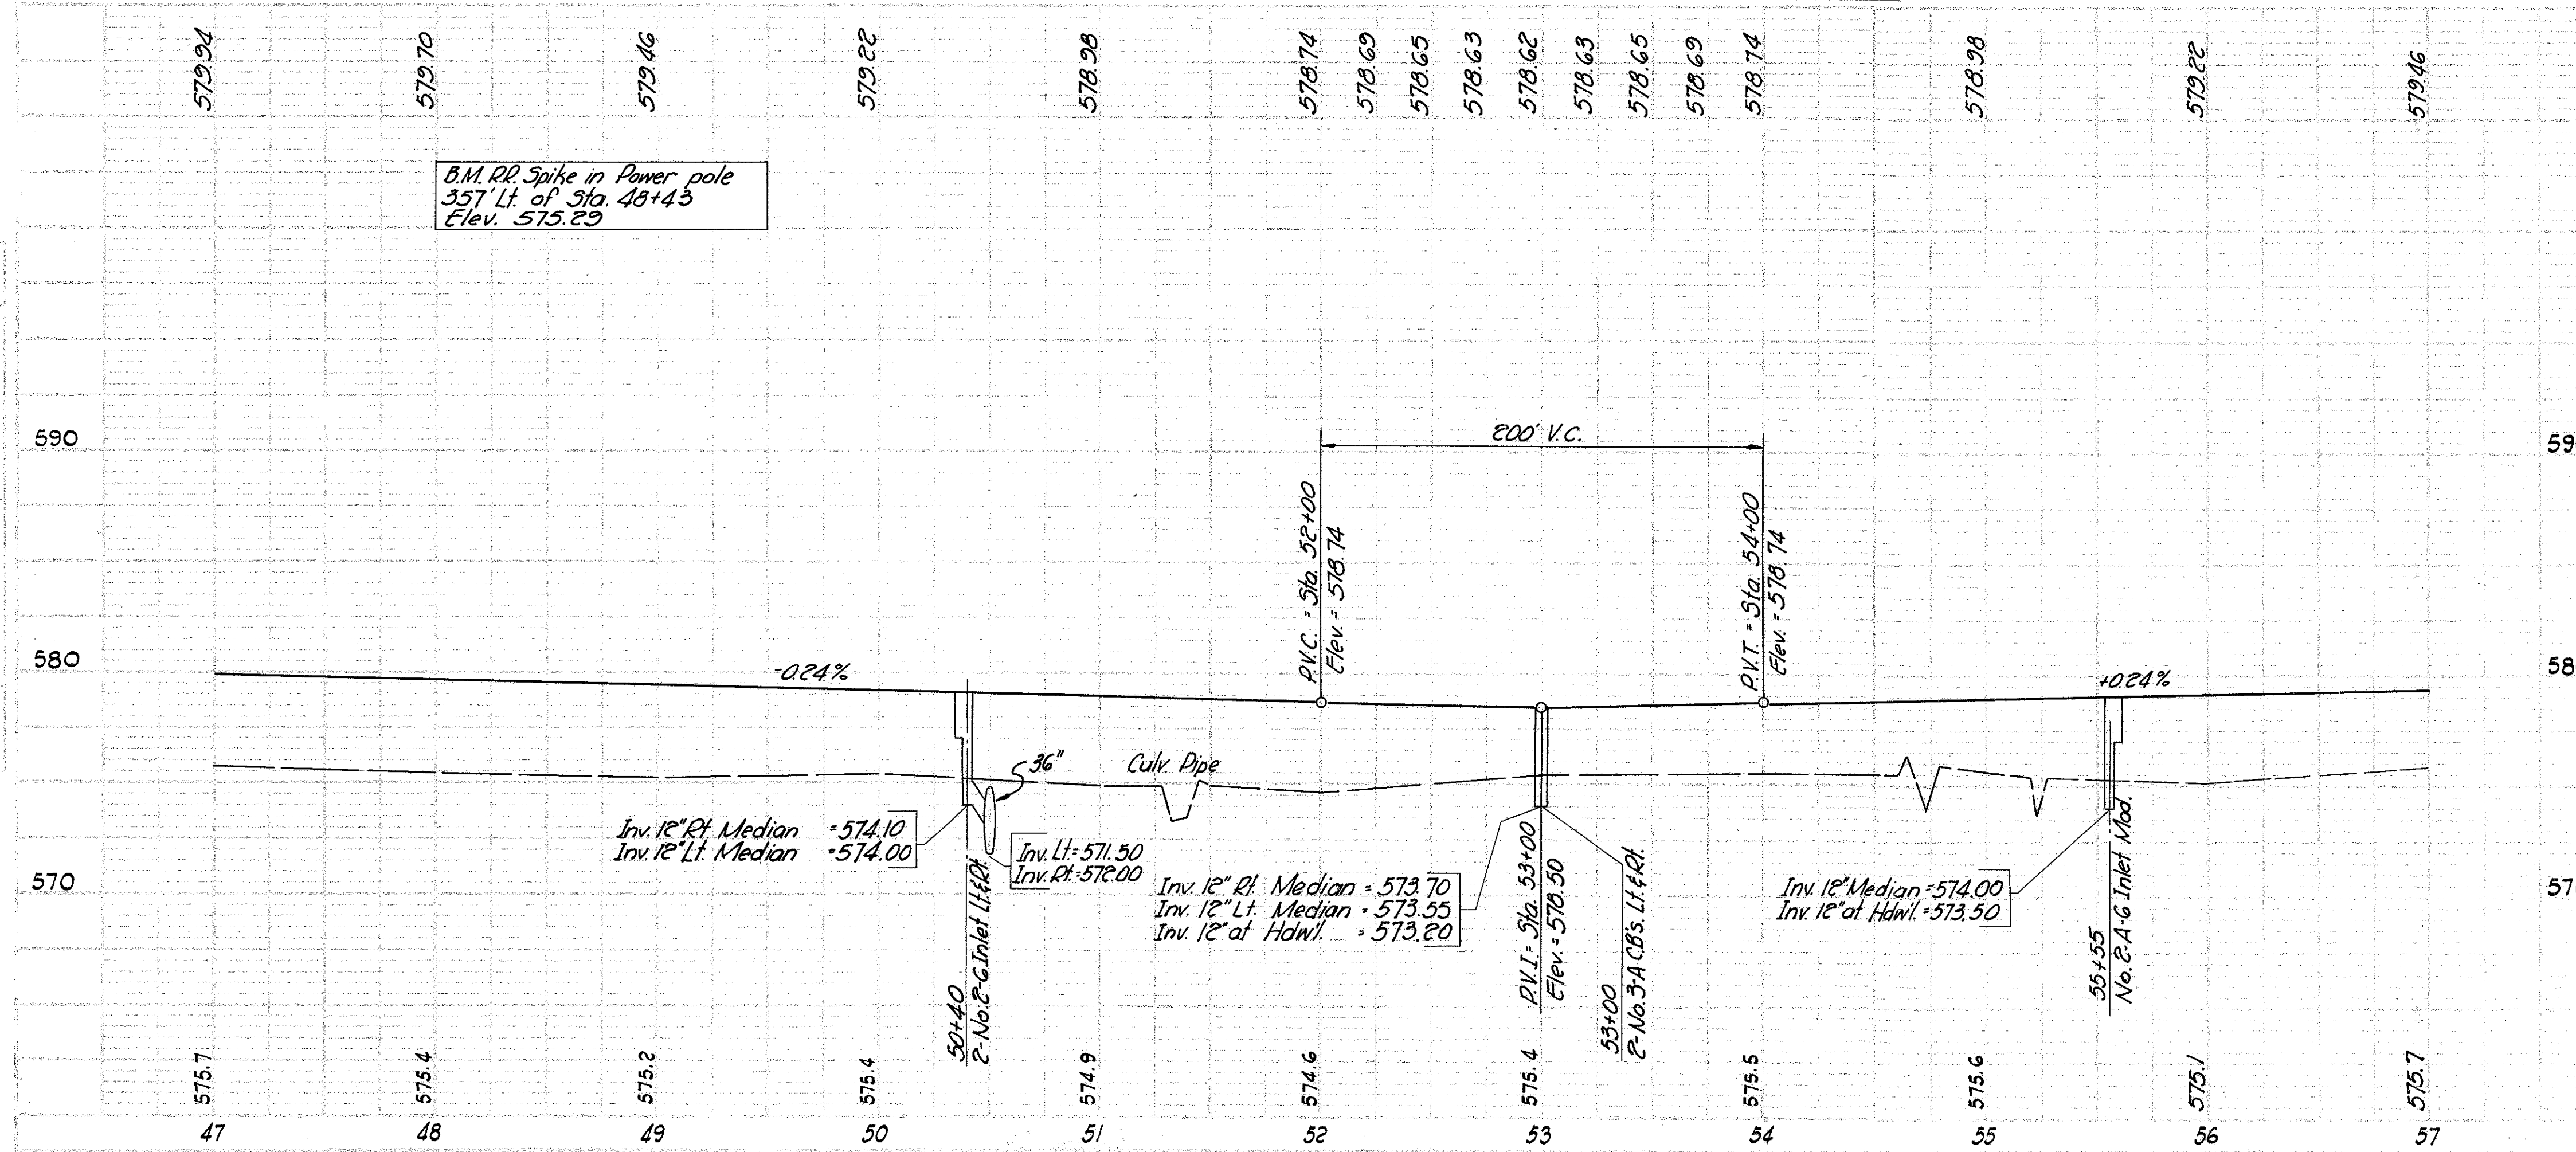 579.94
579.70
579.46
579.22
578.98
578.74
578.69
578.65
578.63
578.62
578.63
578.65
578.69
578.74
578.98
579.22
579.46
B.M. R.R. Spike in Power pole
357' Lt. of Sta. 48+43
Elev. 575.29
590
59
200' V.C.
P.V.C. = Sta. 52+00
Elev. = 578.74
P.V.T. = Sta. 54+00
Elev. = 578.74
580
58
-0.24%
+0.24%
36"
Culv. Pipe
Inv. 12" Rt. Median = 574.10
Inv. 12" Lt. Median = 574.00
Inv. Lt. = 571.50
Inv. Rt. = 572.00
50+40
2-No. 2-G Inlet Lt. & Rt.
Inv. 12" Rt. Median = 573.70
Inv. 12" Lt. Median = 573.55
Inv. 12" at Hdw'l. = 573.20
P.V.I. = Sta. 53+00
Elev. = 578.50
53+00
2-No. 3-A C.B's. Lt. & Rt.
Inv. 12" Median = 574.00
Inv. 12" at Hdw'l. = 573.50
55+55
No. 2-A-G Inlet Mod.
570
57
575.7
575.4
575.2
575.4
574.9
574.6
575.4
575.5
575.6
575.1
575.7
47
48
49
50
51
52
53
54
55
56
57